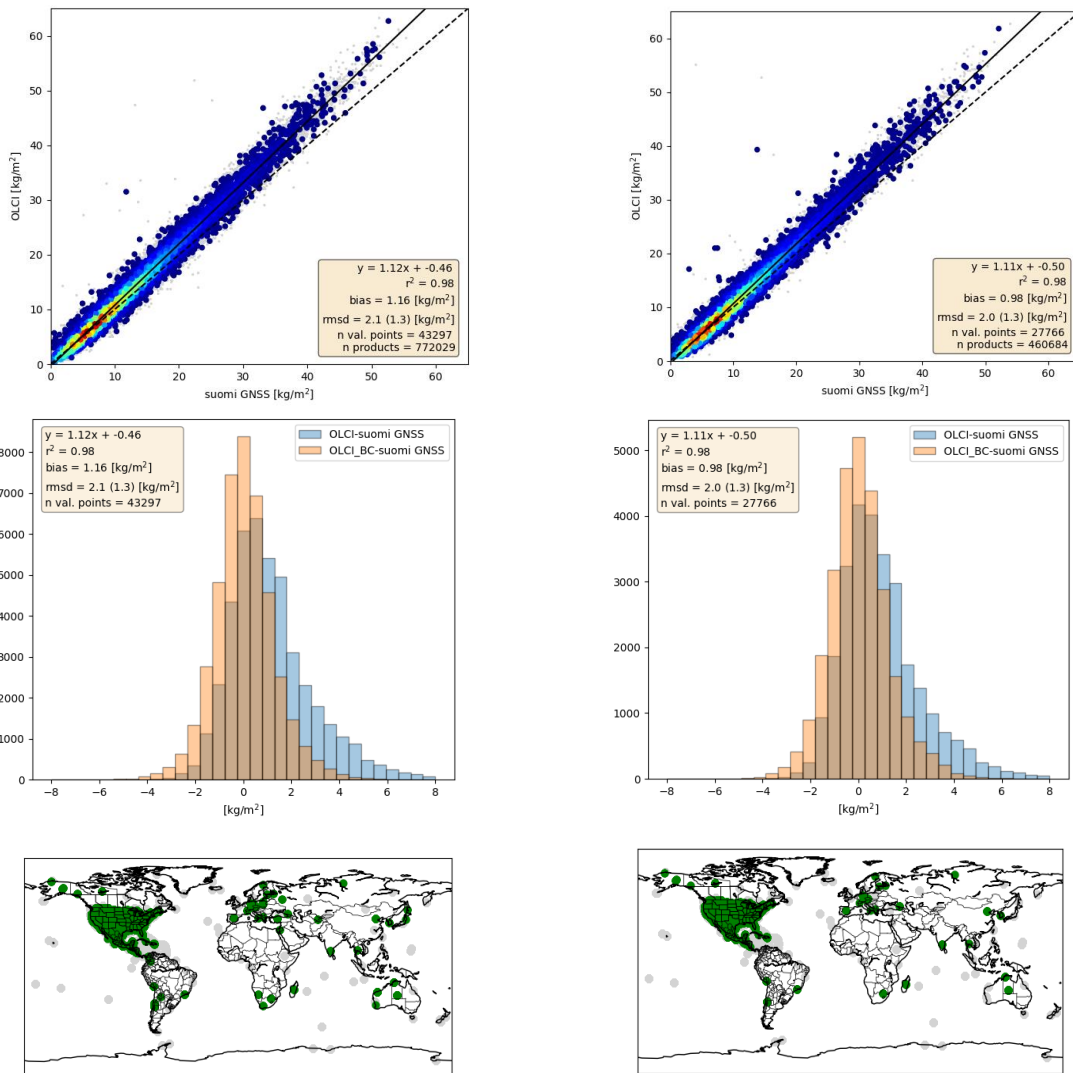 60
50
40
30
20
10
0
OLCI [kg/m²]
y = 1.12x + -0.46
r² = 0.98
bias = 1.16 [kg/m²]
rmsd = 2.1 (1.3) [kg/m²]
n val. points = 43297
n products = 772029
0 10 20 30 40 50 60
suomi GNSS [kg/m²]
60
50
40
30
20
10
0
OLCI [kg/m²]
y = 1.11x + -0.50
r² = 0.98
bias = 0.98 [kg/m²]
rmsd = 2.0 (1.3) [kg/m²]
n val. points = 27766
n products = 460684
0 10 20 30 40 50 60
suomi GNSS [kg/m²]
y = 1.12x + -0.46
r² = 0.98
bias = 1.16 [kg/m²]
rmsd = 2.1 (1.3) [kg/m²]
n val. points = 43297
OLCI-suomi GNSS
OLCI_BC-suomi GNSS
8000
7000
6000
5000
4000
3000
2000
1000
0
−8 −6 −4 −2 0 2 4 6 8
[kg/m²]
y = 1.11x + -0.50
r² = 0.98
bias = 0.98 [kg/m²]
rmsd = 2.0 (1.3) [kg/m²]
n val. points = 27766
OLCI-suomi GNSS
OLCI_BC-suomi GNSS
5000
4000
3000
2000
1000
0
−8 −6 −4 −2 0 2 4 6 8
[kg/m²]